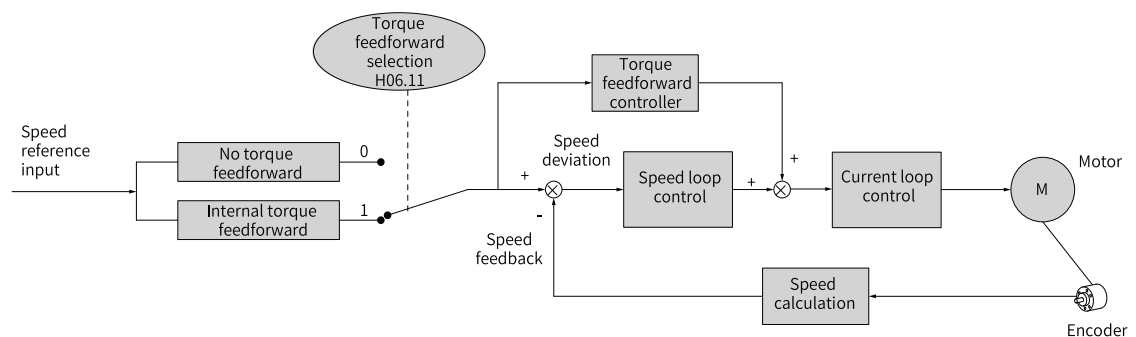 Torque
feedforward
selection
H06.11
Torque
feedforward
controller
Speed
reference
input
No torque
feedforward
0
Internal torque
feedforward
1
+
-
Speed
deviation
Speed loop
control
+
+
Current loop
control
M
Motor
Speed
feedback
Speed
calculation
Encoder